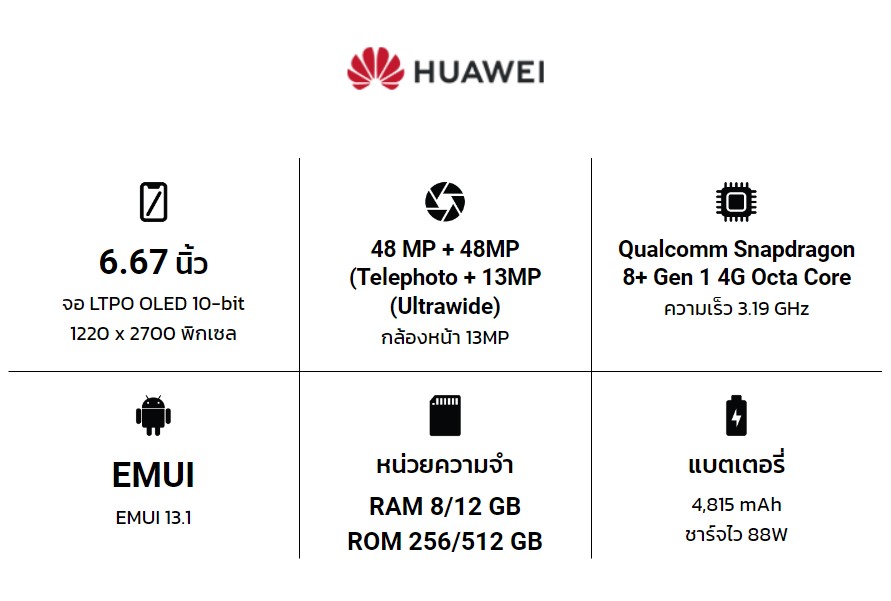 HUAWEI
6.67 นิ้ว
จอ LTPO OLED 10-bit
1220 x 2700 พิกเซล
48 MP + 48MP
(Telephoto + 13MP
(Ultrawide)
กล้องหน้า 13MP
Qualcomm Snapdragon
8+ Gen 1 4G Octa Core
ความเร็ว 3.19 GHz
EMUI
EMUI 13.1
หน่วยความจำ
RAM 8/12 GB
ROM 256/512 GB
แบตเตอรี่
4,815 mAh
ชาร์จไว 88W